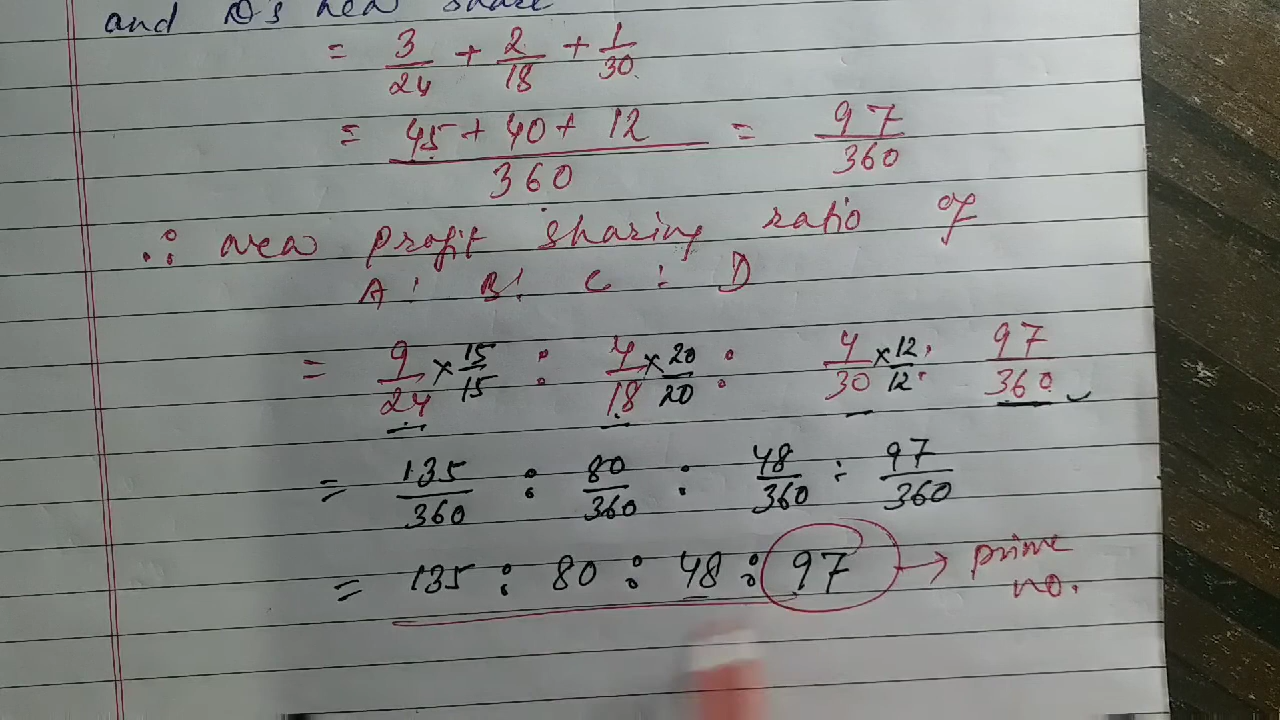 and D's new share
= 3/24 + 2/18 + 1/30
= 45 + 40 + 12 / 360 = 97/360
∴ new profit sharing ratio of
A : B : C : D
= 9/24 × 15/15 : 4/18 × 20/20 : 4/30 × 12/12 : 97/360
= 135/360 : 80/360 : 48/360 : 97/360
= 135 : 80 : 48 : 97 → prime no.